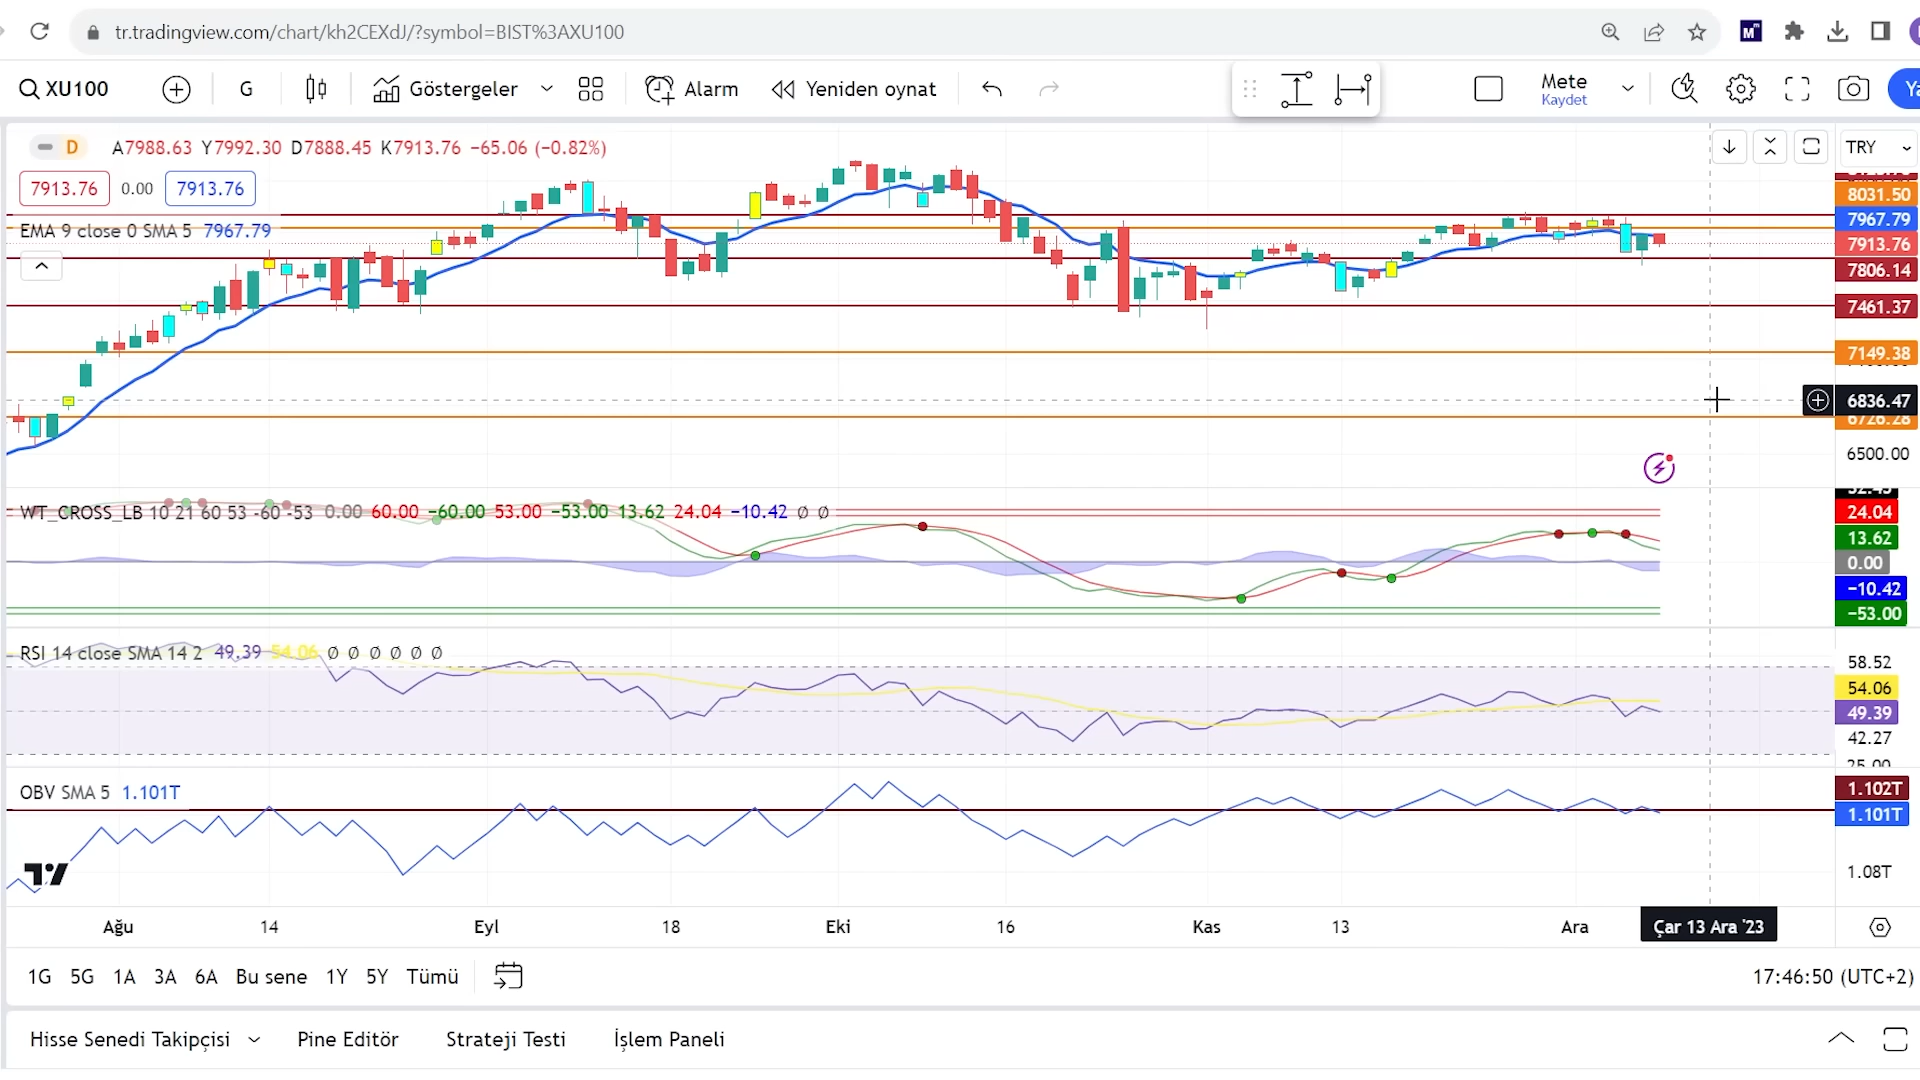 tr.tradingview.com/chart/kh2CEXdJ/?symbol=BIST%3AXU100
XU100 G Göstergeler Alarm Yeniden oynat Mete
Kaydet
D A7988.63 Y7992.30 D7888.45 K7913.76 −65.06 (−0.82%) TRY
7913.76 0.00 7913.76
8031.50
EMA 9 close 0 SMA 5 7967.79
7967.79
7913.76
7806.14
7461.37
7149.38
6836.47
6726.28
6500.00
WT_CROSS_LB 10 21 60 53 -60 -53 0.00 60.00 −60.00 53.00 −53.00 13.62 24.04 −10.42 Ø Ø
24.04
13.62
0.00
−10.42
−53.00
RSI 14 close SMA 14 2 49.39 54.06 Ø Ø Ø Ø Ø Ø
58.52
54.06
49.39
42.27
25.00
OBV SMA 5 1.101T
1.102T
1.101T
1.08T
Ağu 14 Eyl 18 Eki 16 Kas 13 Ara Çar 13 Ara '23
1G 5G 1A 3A 6A Bu sene 1Y 5Y Tümü 17:46:50 (UTC+2)
Hisse Senedi Takipçisi Pine Editör Strateji Testi İşlem Paneli